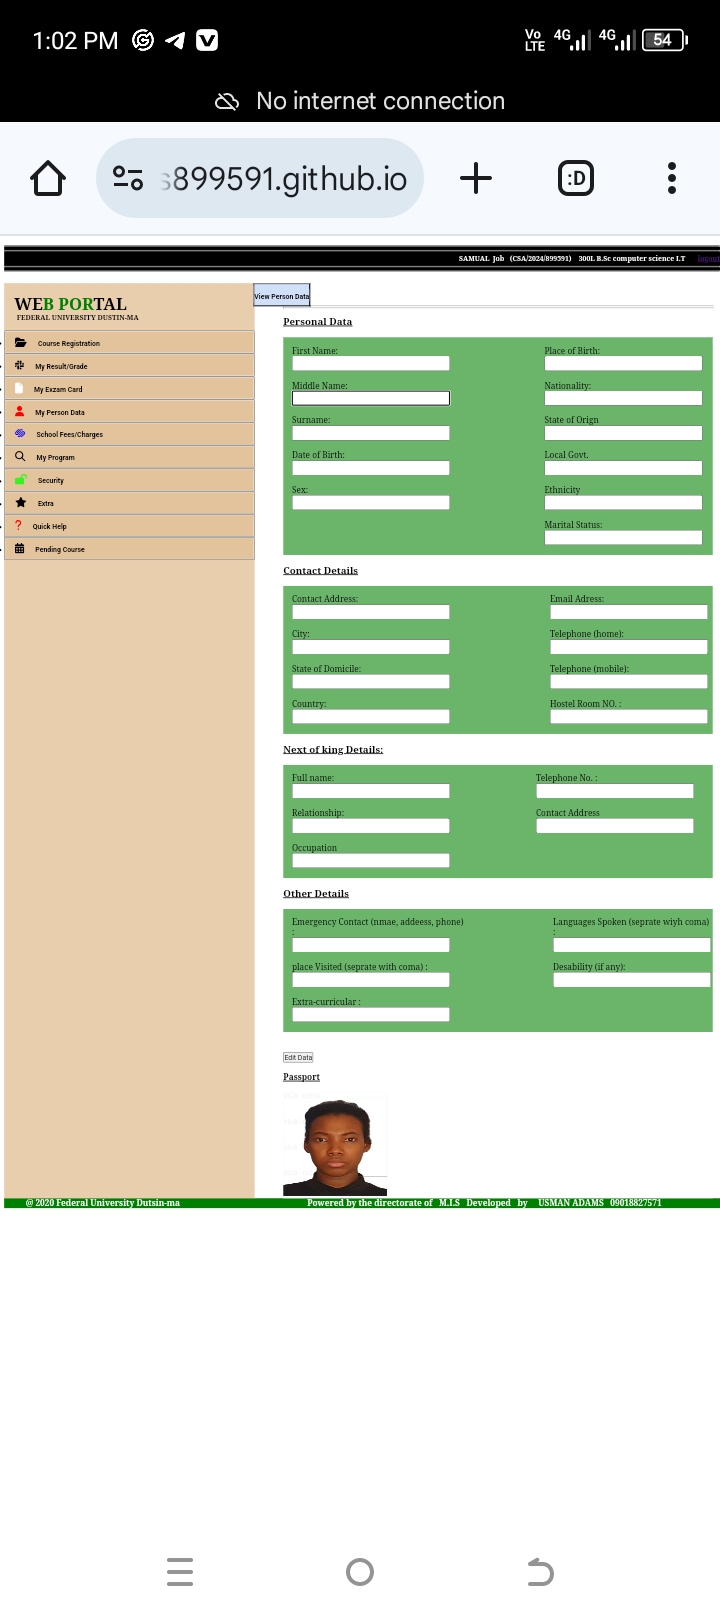 1:02 PM
Vo LTE 4G 4G 54
No internet connection
s899591.github.io
:D
SAMUAL Job (CSA/2024/899591) 300L B.Sc computer science I.T logout
View Person Data
WEB PORTAL
FEDERAL UNIVERSITY DUSTIN-MA
Course Registration
My Result/Grade
My Exzam Card
My Person Data
School Fees/Charges
My Program
Security
Extra
Quick Help
Pending Course
Personal Data
First Name:
Place of Birth:
Middle Name:
Nationality:
Surname:
State of Orign
Date of Birth:
Local Govt.
Sex:
Ethnicity
Marital Status:
Contact Details
Contact Address:
Email Adress:
City:
Telephone (home):
State of Domicile:
Telephone (mobile):
Country:
Hostel Room NO. :
Next of king Details:
Full name:
Telephone No. :
Relationship:
Contact Address
Occupation
Other Details
Emergency Contact (nmae, addeess, phone)
:
Languages Spoken (seprate wiyh coma)
:
place Visited (seprate with coma) :
Desability (if any):
Extra-curricular :
Edit Data
Passport
@ 2020 Federal University Dutsin-ma
Powered by the directorate of M.I.S Developed by USMAN ADAMS 09018827571